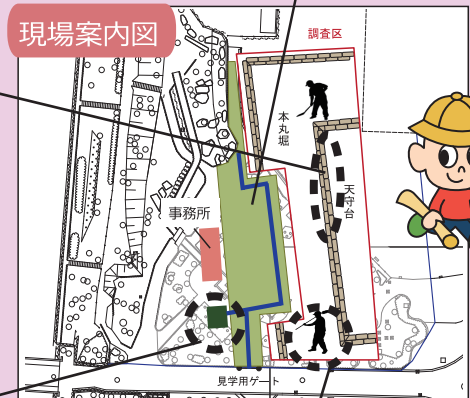 現場案内図
調査区
本丸堀
天守台
事務所
見学用ゲート